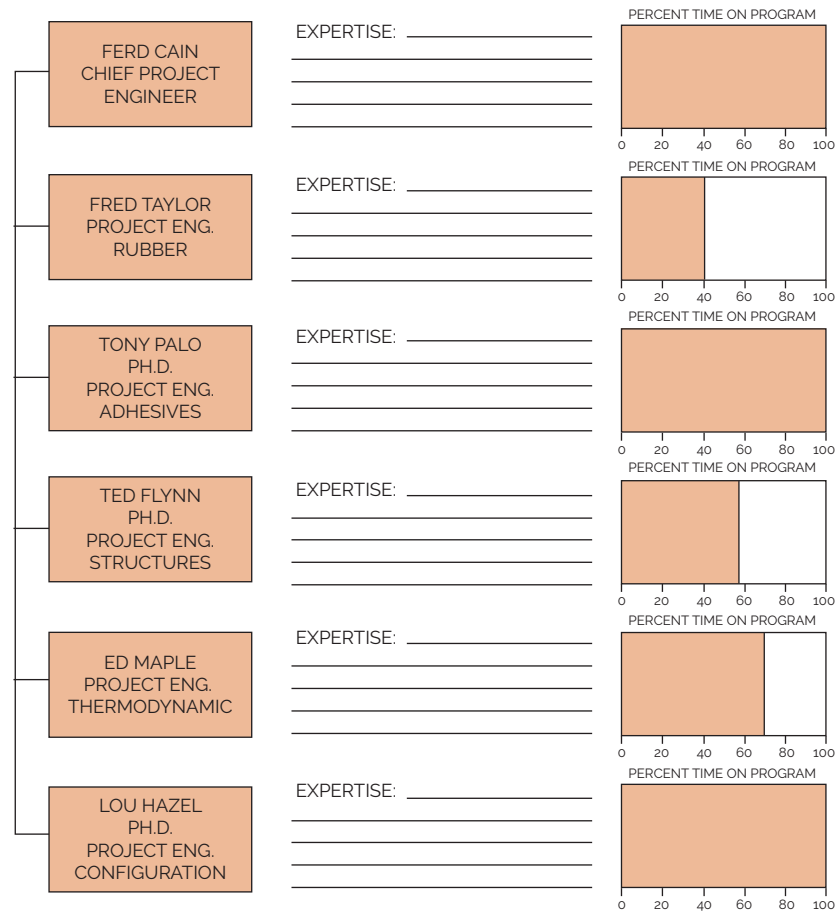 FERD CAIN
CHIEF PROJECT
ENGINEER
EXPERTISE:
PERCENT TIME ON PROGRAM
0 20 40 60 80 100
FRED TAYLOR
PROJECT ENG.
RUBBER
EXPERTISE:
PERCENT TIME ON PROGRAM
0 20 40 60 80 100
TONY PALO
PH.D.
PROJECT ENG.
ADHESIVES
EXPERTISE:
PERCENT TIME ON PROGRAM
0 20 40 60 80 100
TED FLYNN
PH.D.
PROJECT ENG.
STRUCTURES
EXPERTISE:
PERCENT TIME ON PROGRAM
0 20 40 60 80 100
ED MAPLE
PROJECT ENG.
THERMODYNAMIC
EXPERTISE:
PERCENT TIME ON PROGRAM
0 20 40 60 80 100
LOU HAZEL
PH.D.
PROJECT ENG.
CONFIGURATION
EXPERTISE:
PERCENT TIME ON PROGRAM
0 20 40 60 80 100